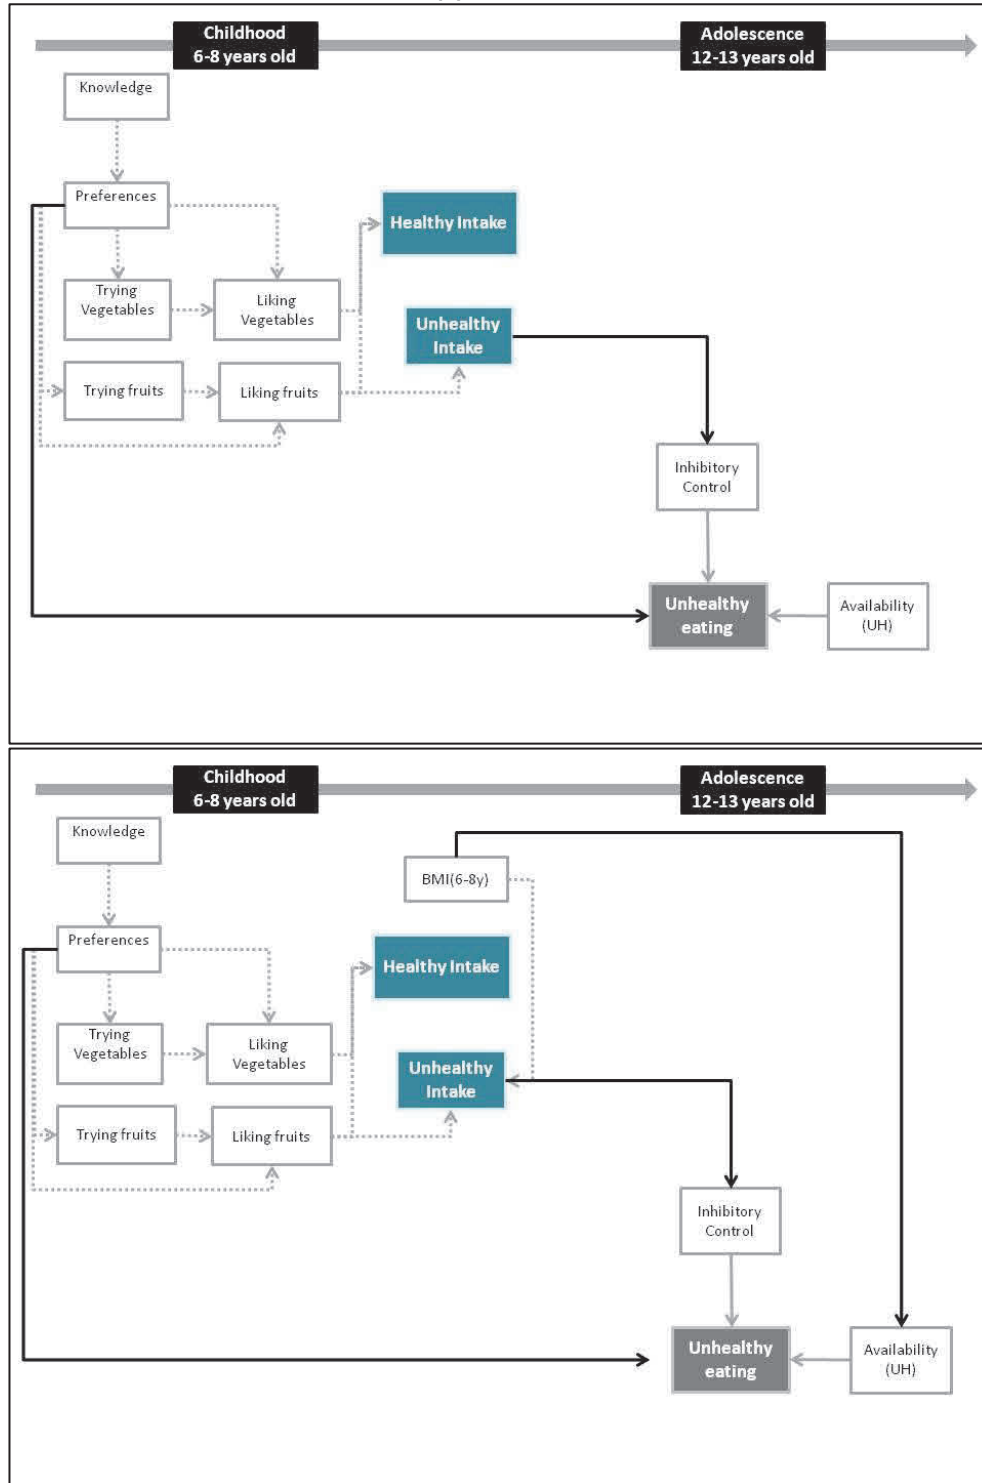 Childhood
6-8 years old
Adolescence
12-13 years old
Knowledge
Preferences
Healthy Intake
Trying
Vegetables
Liking
Vegetables
Unhealthy
Intake
Trying fruits
Liking fruits
Inhibitory
Control
Unhealthy
eating
Availability
(UH)
Childhood
6-8 years old
Adolescence
12-13 years old
Knowledge
BMI(6-8y)
Preferences
Healthy Intake
Trying
Vegetables
Liking
Vegetables
Unhealthy
Intake
Trying fruits
Liking fruits
Inhibitory
Control
Unhealthy
eating
Availability
(UH)